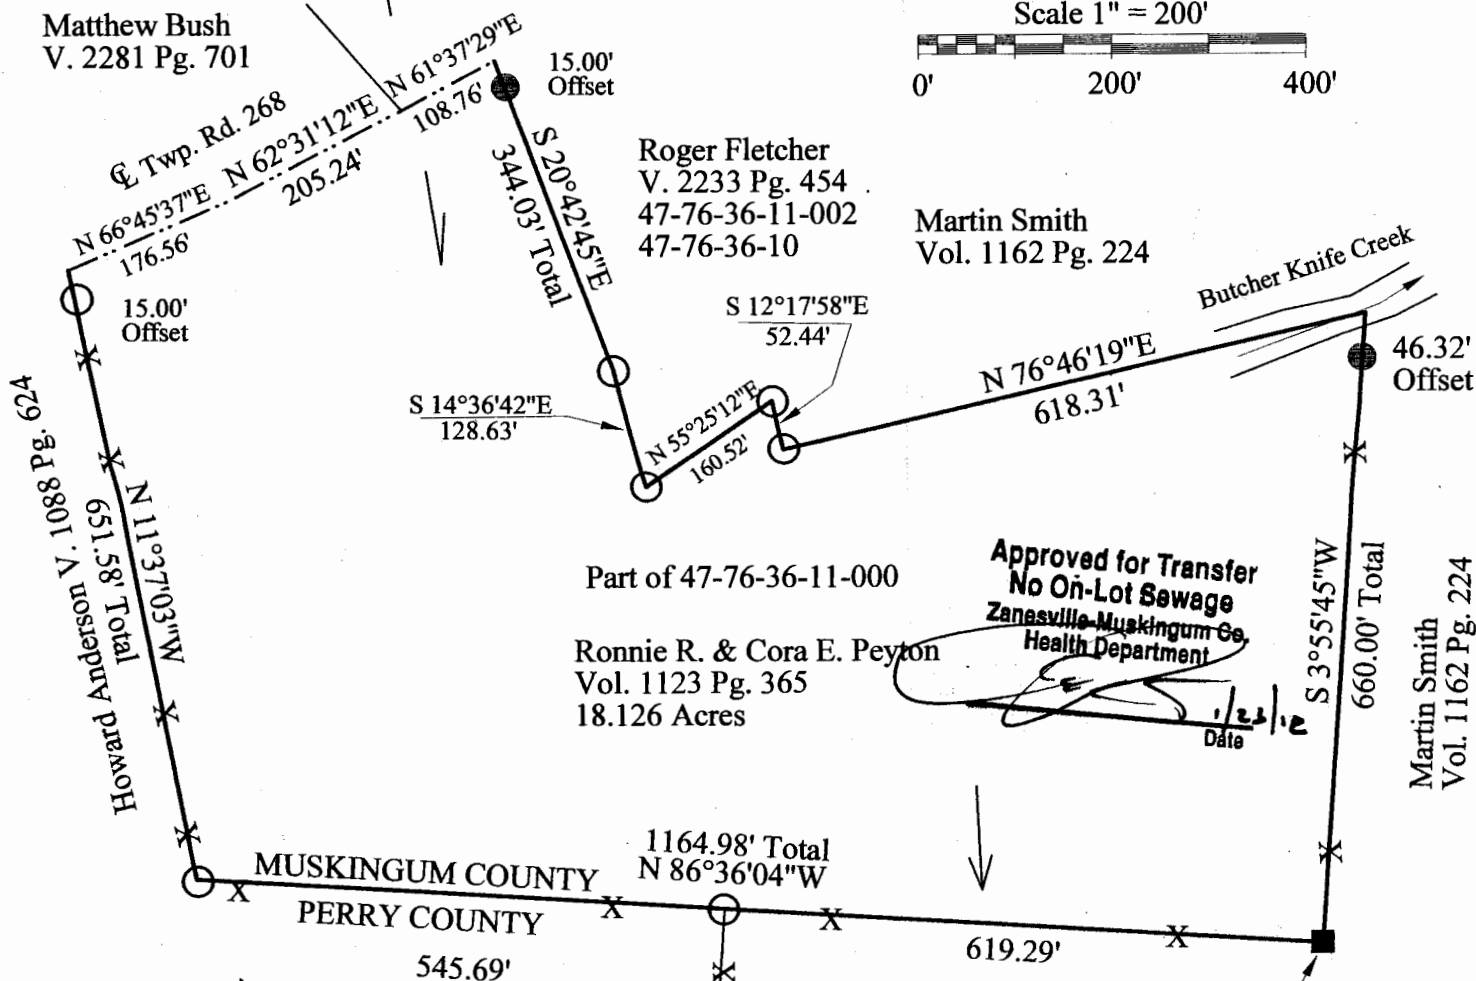 Matthew Bush
V. 2281 Pg. 701
Scale 1" = 200'
0'
200'
400'
N 61°37'29"E
108.76'
15.00'
Offset
℄ Twp. Rd. 268
N 62°31'12"E
205.24'
N 66°45'37"E
176.56'
15.00'
Offset
S 20°42'45"E
344.03' Total
Roger Fletcher
V. 2233 Pg. 454
47-76-36-11-002
47-76-36-10
Martin Smith
Vol. 1162 Pg. 224
Butcher Knife Creek
S 12°17'58"E
52.44'
N 76°46'19"E
618.31'
46.32'
Offset
S 14°36'42"E
128.63'
N 55°25'12"E
160.52'
Howard Anderson V. 1088 Pg. 624
651.58' Total
N 11°37'03"W
Part of 47-76-36-11-000
Ronnie R. & Cora E. Peyton
Vol. 1123 Pg. 365
18.126 Acres
Approved for Transfer
No On-Lot Sewage
Zanesville-Muskingum Co.
Health Department
1/23/12
Date
S 3°55'45"W
660.00' Total
Martin Smith
Vol. 1162 Pg. 224
1164.98' Total
N 86°36'04"W
MUSKINGUM COUNTY
PERRY COUNTY
X
X
X
X
X
X
X
X
X
X
X
545.69'
619.29'